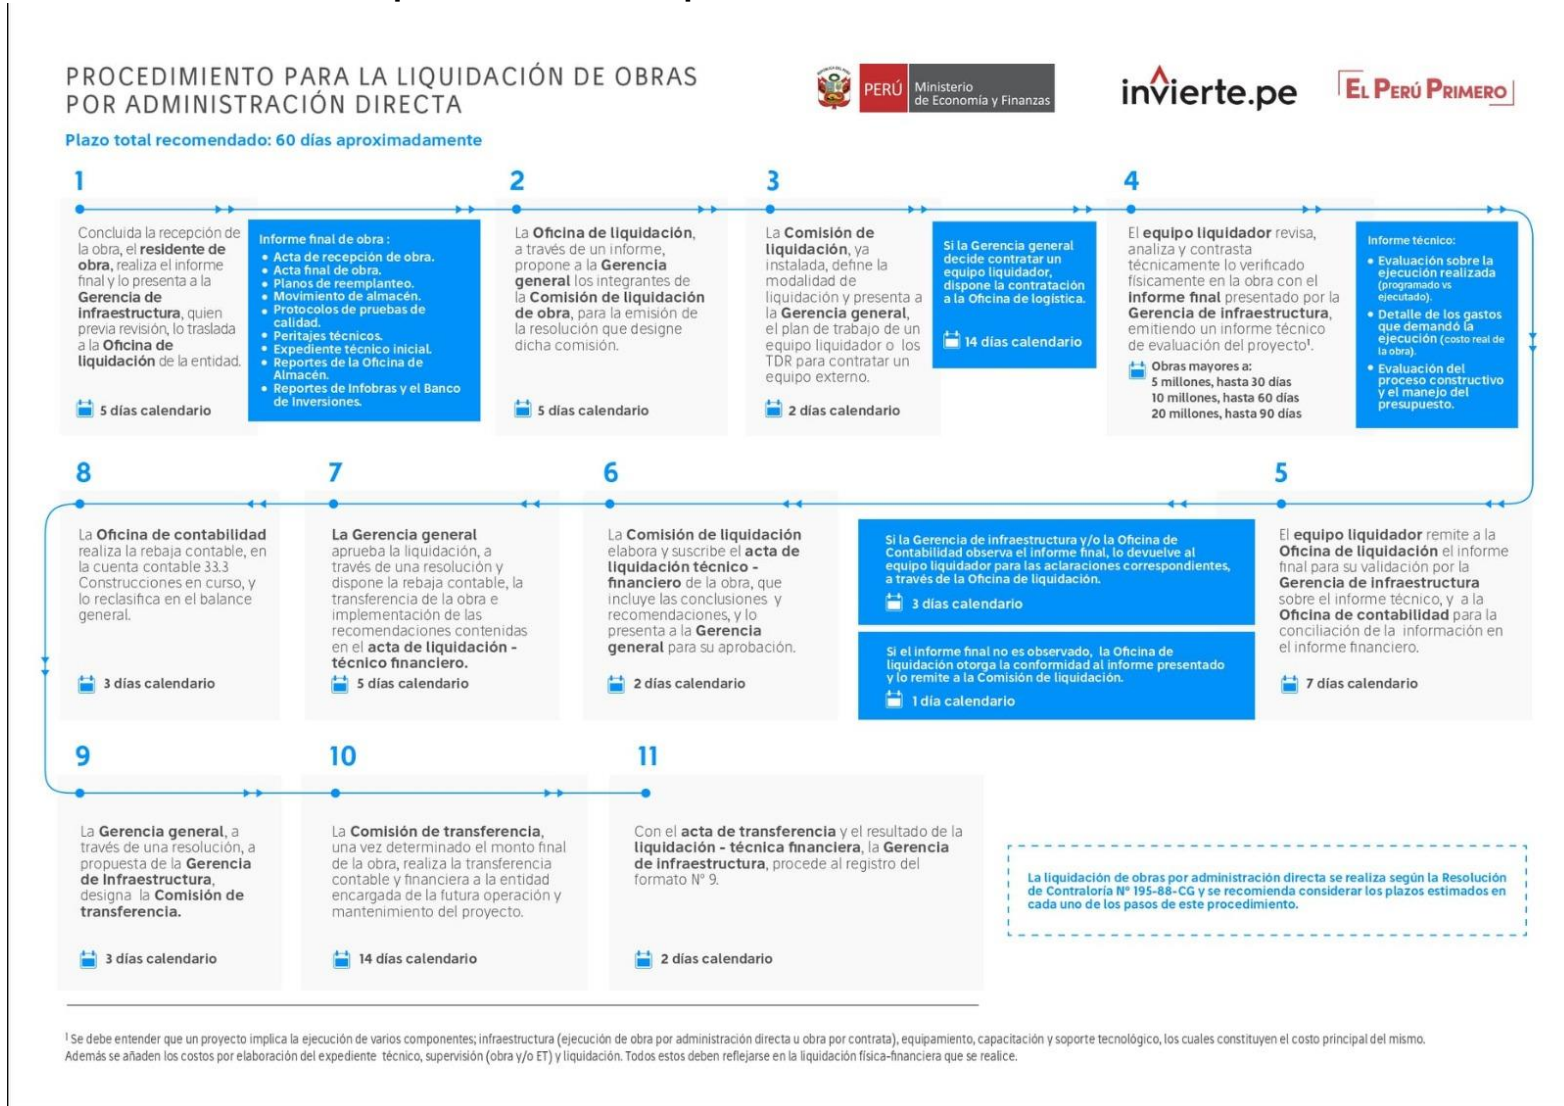 PROCEDIMIENTO PARA LA LIQUIDACIÓN DE OBRAS
POR ADMINISTRACIÓN DIRECTA
Plazo total recomendado: 60 días aproximadamente
PERÚ
Ministerio
de Economía y Finanzas
invierte.pe
EL PERÚ PRIMERO
1
Concluida la recepción de
la obra, el residente de
obra, realiza el informe
final y lo presenta a la
Gerencia de
infraestructura, quien
previa revisión, lo traslada
a la Oficina de
liquidación de la entidad.
5 días calendario
Informe final de obra :
• Acta de recepción de obra.
• Acta final de obra.
• Planos de reemplanteo.
• Movimiento de almacén.
• Protocolos de pruebas de
calidad.
• Peritajes técnicos.
• Expediente técnico inicial.
• Reportes de la Oficina de
Almacén.
• Reportes de Infobras y el Banco
de Inversiones.
2
La Oficina de liquidación,
a través de un informe,
propone a la Gerencia
general los integrantes de
la Comisión de liquidación
de obra, para la emisión de
la resolución que designe
dicha comisión.
5 días calendario
3
La Comisión de
liquidación, ya
instalada, define la
modalidad de
liquidación y presenta a
la Gerencia general,
el plan de trabajo de un
equipo liquidador o los
TDR para contratar un
equipo externo.
2 días calendario
Si la Gerencia general
decide contratar un
equipo liquidador,
dispone la contratación
a la Oficina de logística.
14 días calendario
4
El equipo liquidador revisa,
analiza y contrasta
técnicamente lo verificado
físicamente en la obra con el
informe final presentado por la
Gerencia de infraestructura,
emitiendo un informe técnico
de evaluación del proyecto¹.
Obras mayores a:
5 millones, hasta 30 días
10 millones, hasta 60 días
20 millones, hasta 90 días
Informe técnico:
• Evaluación sobre la
ejecución realizada
(programado vs
ejecutado).
• Detalle de los gastos
que demandó la
ejecución (costo real de
la obra).
• Evaluación del
proceso constructivo
y el manejo del
presupuesto.
5
El equipo liquidador remite a la
Oficina de liquidación el informe
final para su validación por la
Gerencia de infraestructura
sobre el informe técnico, y a la
Oficina de contabilidad para la
conciliación de la información en
el informe financiero.
7 días calendario
Si la Gerencia de infraestructura y/o la Oficina de
Contabilidad observa el informe final, lo devuelve al
equipo liquidador para las aclaraciones correspondientes,
a través de la Oficina de liquidación.
3 días calendario
Si el informe final no es observado, la Oficina de
liquidación otorga la conformidad al informe presentado
y lo remite a la Comisión de liquidación.
1 día calendario
6
La Comisión de liquidación
elabora y suscribe el acta de
liquidación técnico -
financiero de la obra, que
incluye las conclusiones y
recomendaciones, y lo
presenta a la Gerencia
general para su aprobación.
2 días calendario
7
La Gerencia general
aprueba la liquidación, a
través de una resolución y
dispone la rebaja contable, la
transferencia de la obra e
implementación de las
recomendaciones contenidas
en el acta de liquidación -
técnico financiero.
5 días calendario
8
La Oficina de contabilidad
realiza la rebaja contable, en
la cuenta contable 33.3
Construcciones en curso, y
lo reclasifica en el balance
general.
3 días calendario
9
La Gerencia general, a
través de una resolución, a
propuesta de la Gerencia
de Infraestructura,
designa la Comisión de
transferencia.
3 días calendario
10
La Comisión de transferencia,
una vez determinado el monto final
de la obra, realiza la transferencia
contable y financiera a la entidad
encargada de la futura operación y
mantenimiento del proyecto.
14 días calendario
11
Con el acta de transferencia y el resultado de la
liquidación - técnica financiera, la Gerencia
de infraestructura, procede al registro del
formato N° 9.
2 días calendario
La liquidación de obras por administración directa se realiza según la Resolución
de Contraloría N° 195-88-CG y se recomienda considerar los plazos estimados en
cada uno de los pasos de este procedimiento.
¹ Se debe entender que un proyecto implica la ejecución de varios componentes; infraestructura (ejecución de obra por administración directa u obra por contrata), equipamiento, capacitación y soporte tecnológico, los cuales constituyen el costo principal del mismo.
Además se añaden los costos por elaboración del expediente técnico, supervisión (obra y/o ET) y liquidación. Todos estos deben reflejarse en la liquidación física-financiera que se realice.